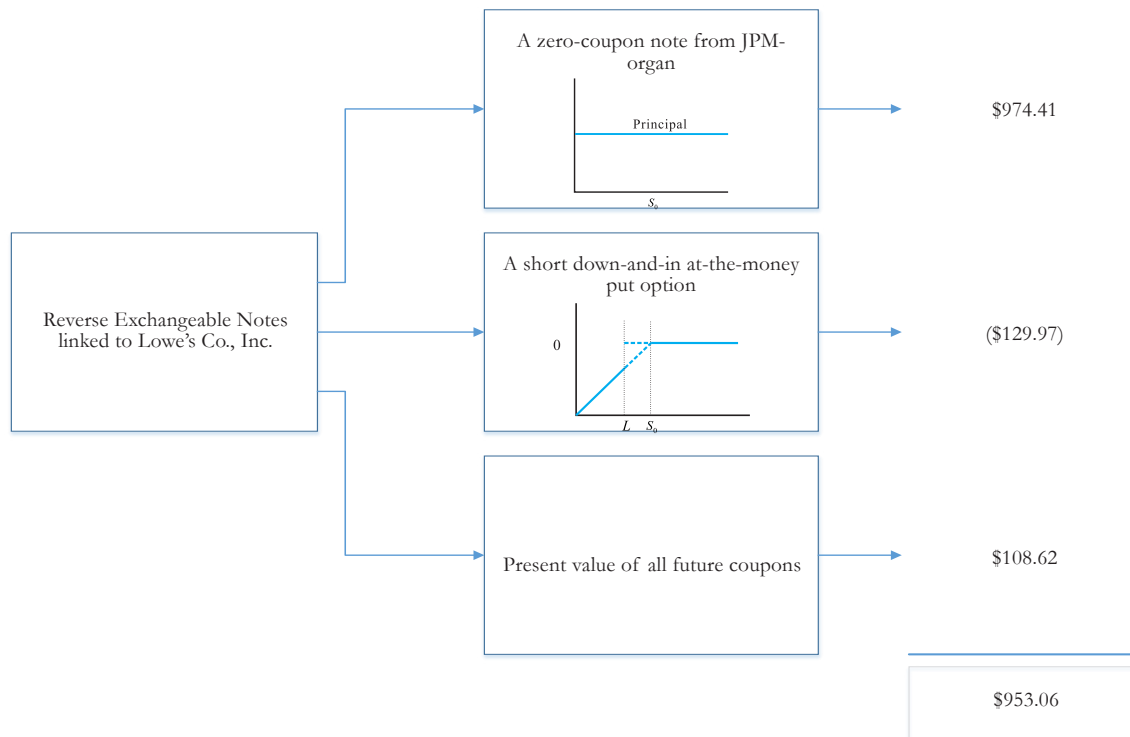 A zero-coupon note from JPM-
organ
Principal
S₀
$974.41
Reverse Exchangeable Notes
linked to Lowe's Co., Inc.
A short down-and-in at-the-money
put option
0
L S₀
($129.97)
Present value of all future coupons
$108.62
$953.06